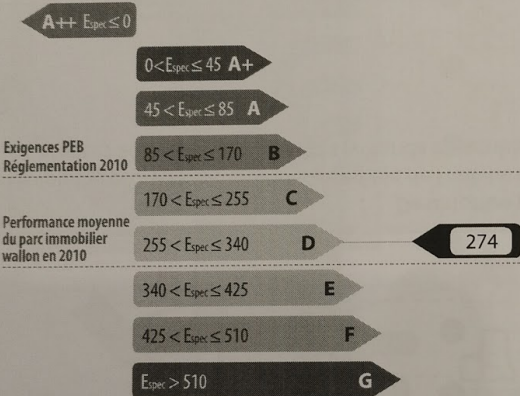 A++ Espec ≤ 0
0 < Espec ≤ 45 A+
45 < Espec ≤ 85 A
Exigences PEB
Réglementation 2010
85 < Espec ≤ 170 B
170 < Espec ≤ 255 C
Performance moyenne
du parc immobilier
wallon en 2010
255 < Espec ≤ 340 D
274
340 < Espec ≤ 425 E
425 < Espec ≤ 510 F
Espec > 510 G